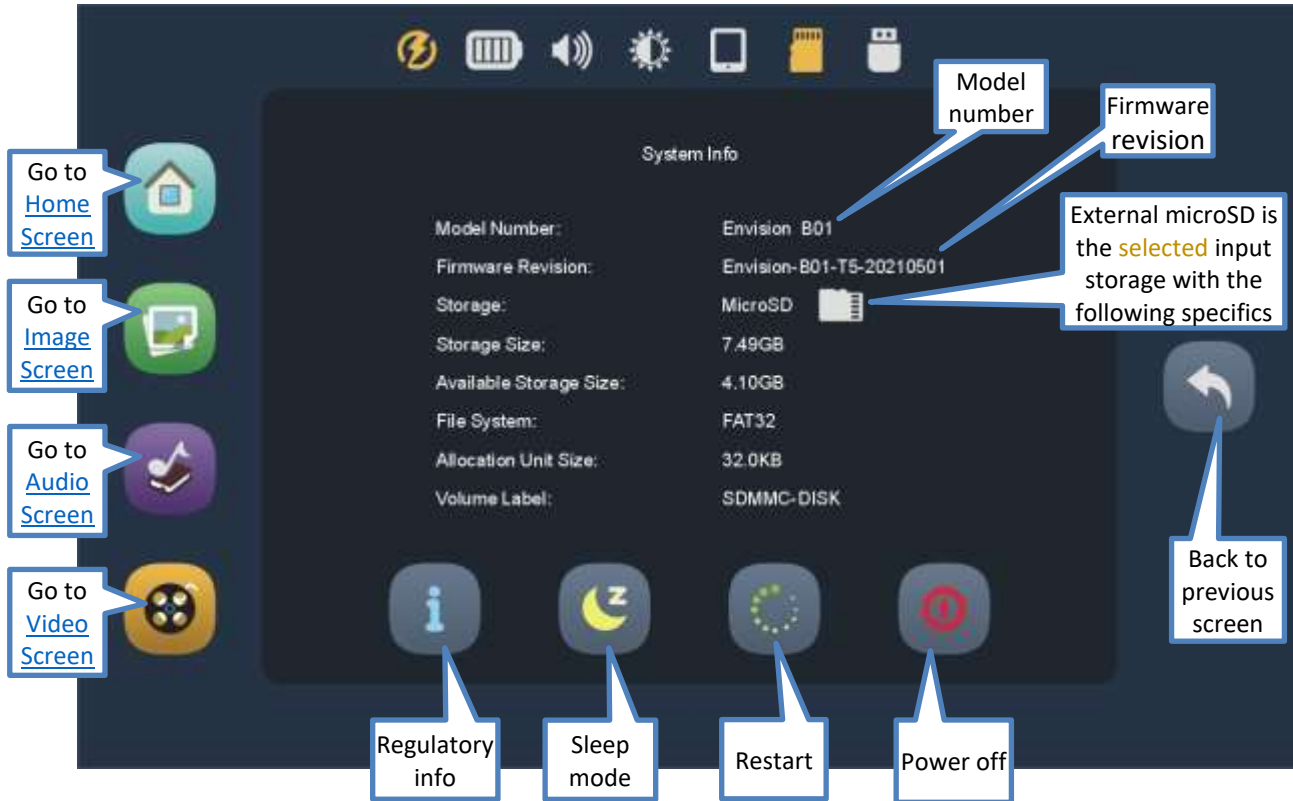 Model
number
Firmware
revision
System Info
Go to
Home
Screen
Model Number: Envision B01
Firmware Revision: Envision-B01-T5-20210501
Storage: MicroSD
Storage Size: 7.49GB
Available Storage Size: 4.10GB
File System: FAT32
Allocation Unit Size: 32.0KB
Volume Label: SDMMC-DISK
External microSD is
the selected input
storage with the
following specifics
Go to
Image
Screen
Go to
Audio
Screen
Go to
Video
Screen
Back to
previous
screen
Regulatory
info
Sleep
mode
Restart
Power off